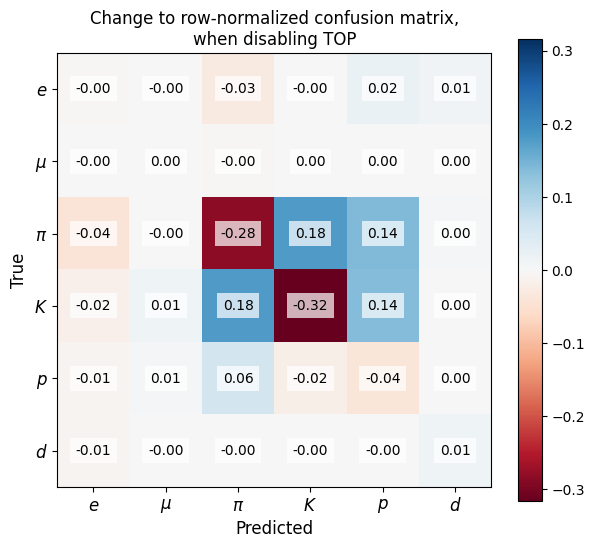 Change to row-normalized confusion matrix,
when disabling TOP
e -0.00 -0.00 -0.03 -0.00 0.02 0.01
μ -0.00 0.00 -0.00 0.00 0.00 0.00
π -0.04 -0.00 -0.28 0.18 0.14 0.00
K -0.02 0.01 0.18 -0.32 0.14 0.00
p -0.01 0.01 0.06 -0.02 -0.04 0.00
d -0.01 -0.00 -0.00 -0.00 -0.00 0.01
e μ π K p d
Predicted
True
0.3
0.2
0.1
0.0
−0.1
−0.2
−0.3